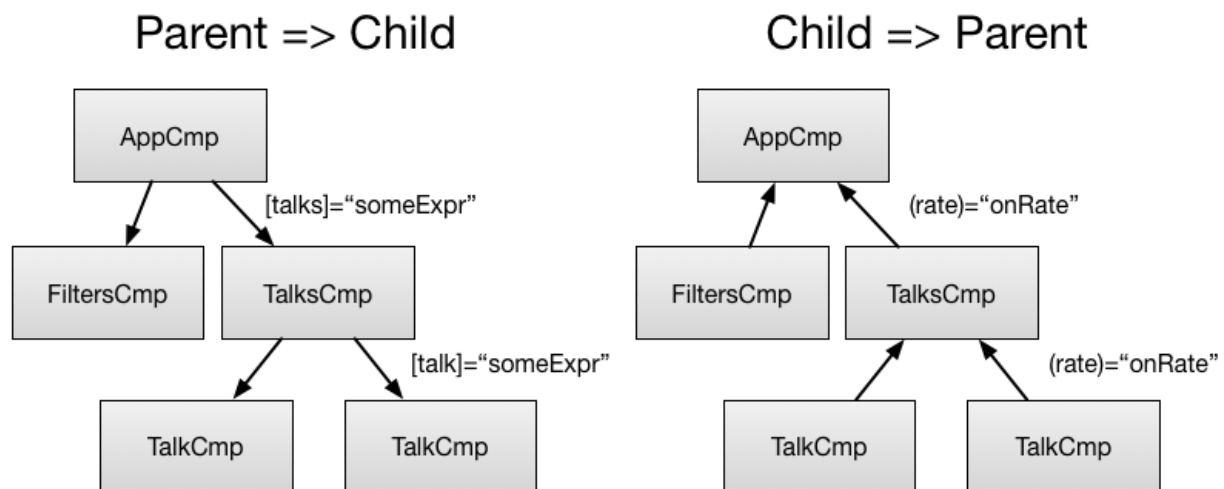 Parent => Child
AppCmp
[talks]=“someExpr”
FiltersCmp
TalksCmp
[talk]=“someExpr”
TalkCmp
TalkCmp
Child => Parent
AppCmp
(rate)=“onRate”
FiltersCmp
TalksCmp
(rate)=“onRate”
TalkCmp
TalkCmp